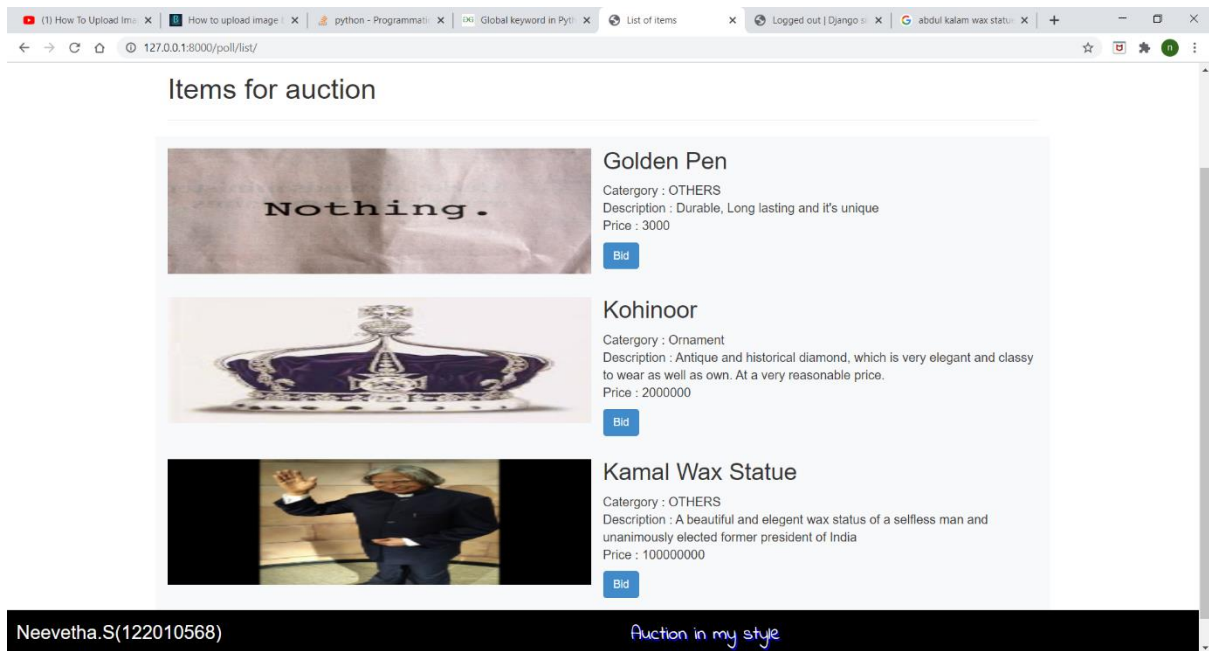 (1) How To Upload Ima
How to upload image i
python - Programmatic
Global keyword in Pyth
List of items
Logged out | Django si
abdul kalam wax statu
127.0.0.1:8000/poll/list/
n
Items for auction
Nothing.
Golden Pen
Catergory : OTHERS
Description : Durable, Long lasting and it's unique
Price : 3000
Bid
Kohinoor
Catergory : Ornament
Description : Antique and historical diamond, which is very elegant and classy
to wear as well as own. At a very reasonable price.
Price : 2000000
Bid
Kamal Wax Statue
Catergory : OTHERS
Description : A beautiful and elegent wax status of a selfless man and
unanimously elected former president of India
Price : 100000000
Bid
Neevetha.S(122010568)
Auction in my style